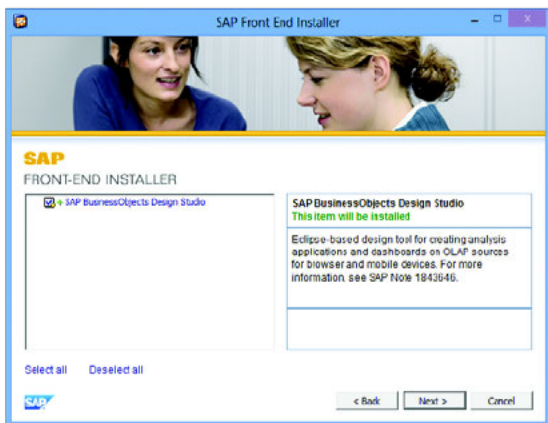 SAP Front End Installer
SAP
FRONT-END INSTALLER
SAP BusinessObjects Design Studio
SAP BusinessObjects Design Studio
This item will be installed
Eclipse-based design tool for creating analysis
applications and dashboards on OLAP sources
for browser and mobile devices. For more
information, see SAP Note 1843646.
Select all Deselect all
SAP
< Back Next > Cancel